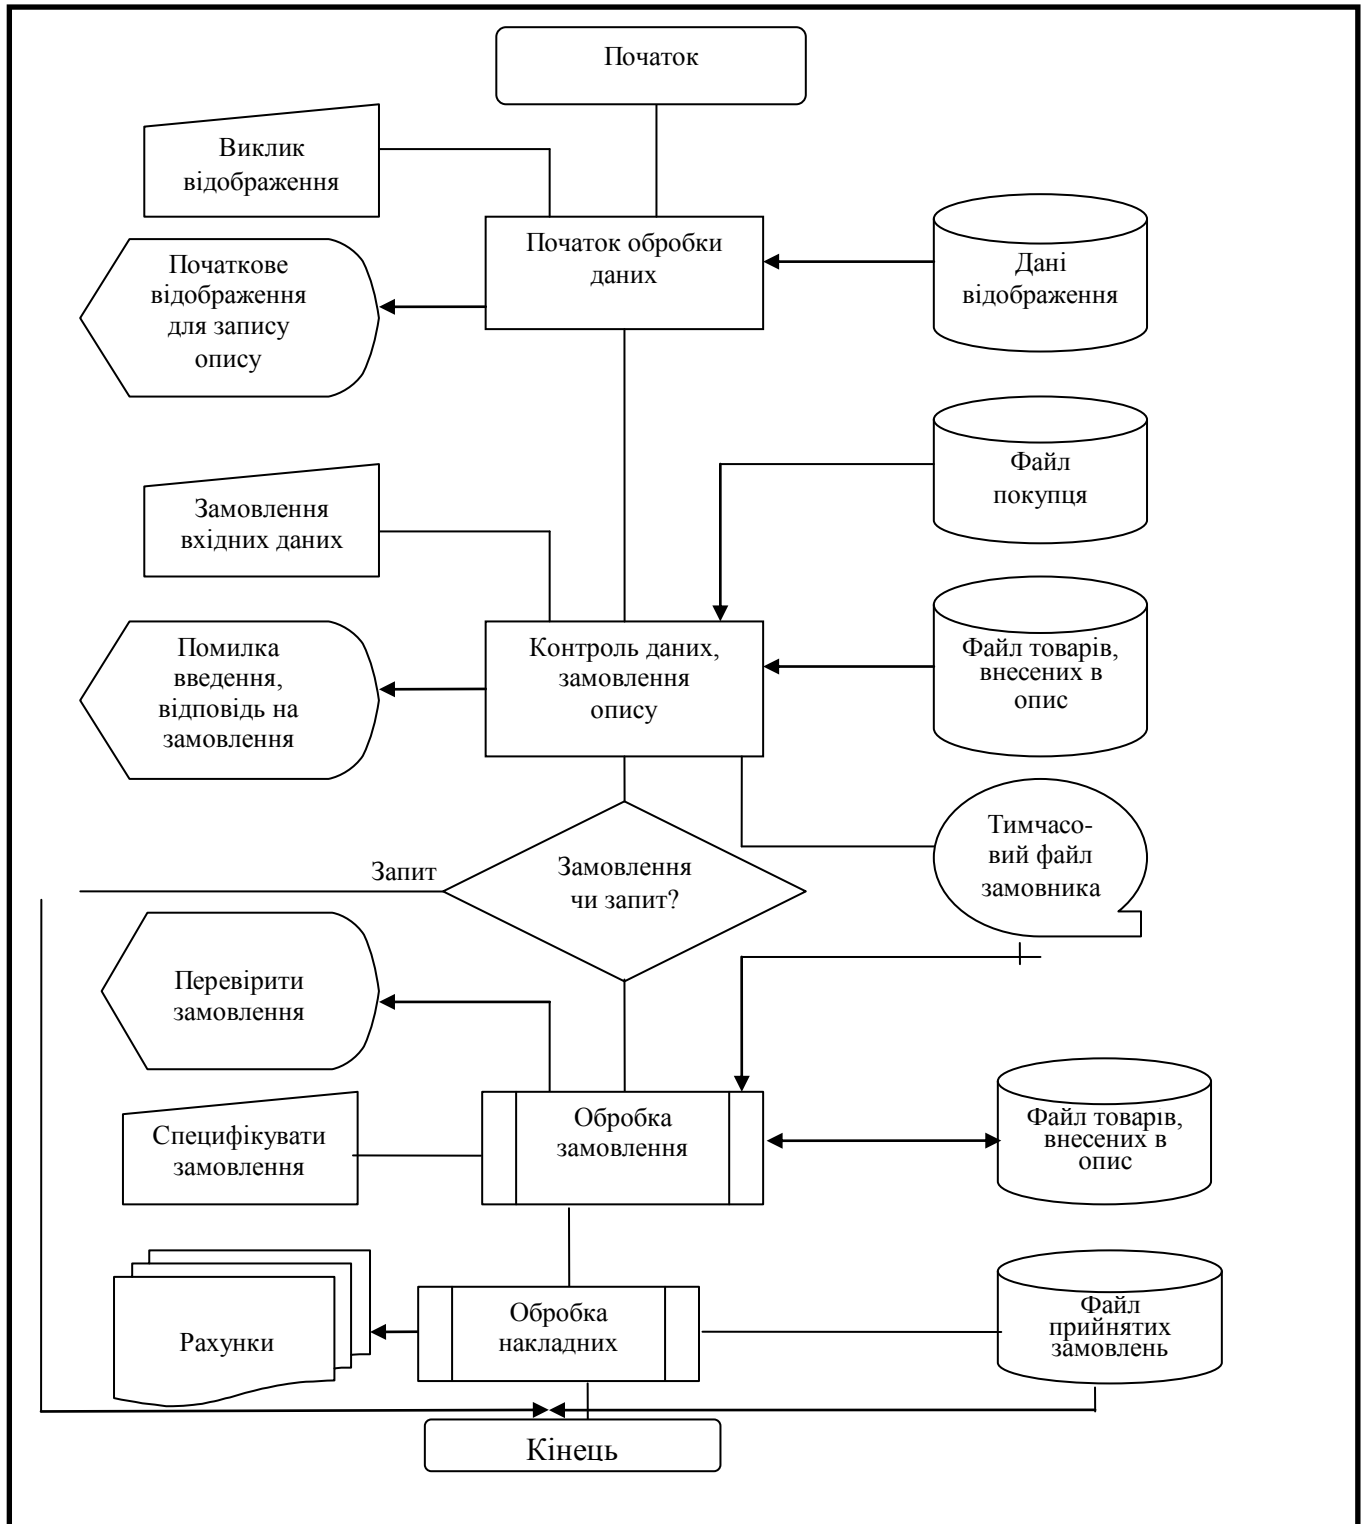 Початок
Виклик
відображення
Початок обробки
даних
Дані
відображення
Початкове
відображення
для запису
опису
Файл
покупця
Замовлення
вхідних даних
Помилка
введення,
відповідь на
замовлення
Контроль даних,
замовлення
опису
Файл товарів,
внесених в
опис
Запит
Замовлення
чи запит?
Тимчасо-
вий файл
замовника
Перевірити
замовлення
Специфікувати
замовлення
Обробка
замовлення
Файл товарів,
внесених в
опис
Рахунки
Обробка
накладних
Файл
прийнятих
замовлень
Кінець